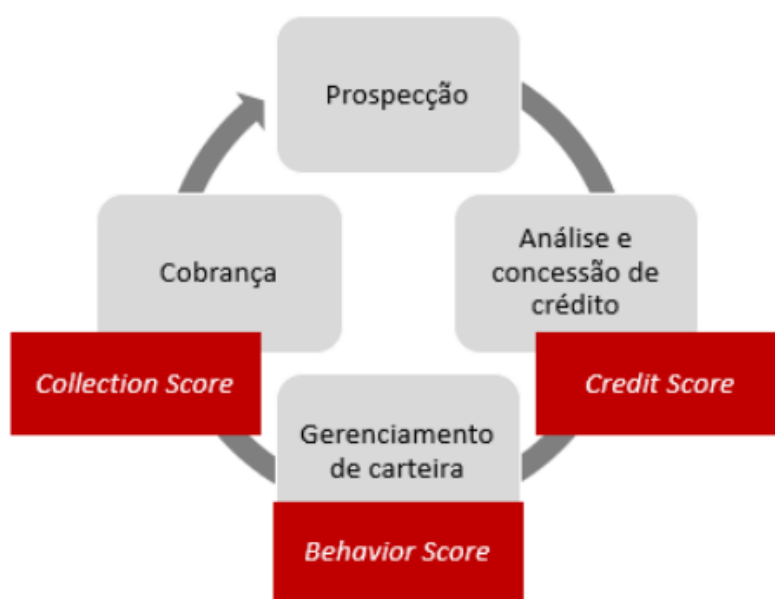 Prospecção
Análise e
concessão de
crédito
Credit Score
Gerenciamento
de carteira
Behavior Score
Cobrança
Collection Score